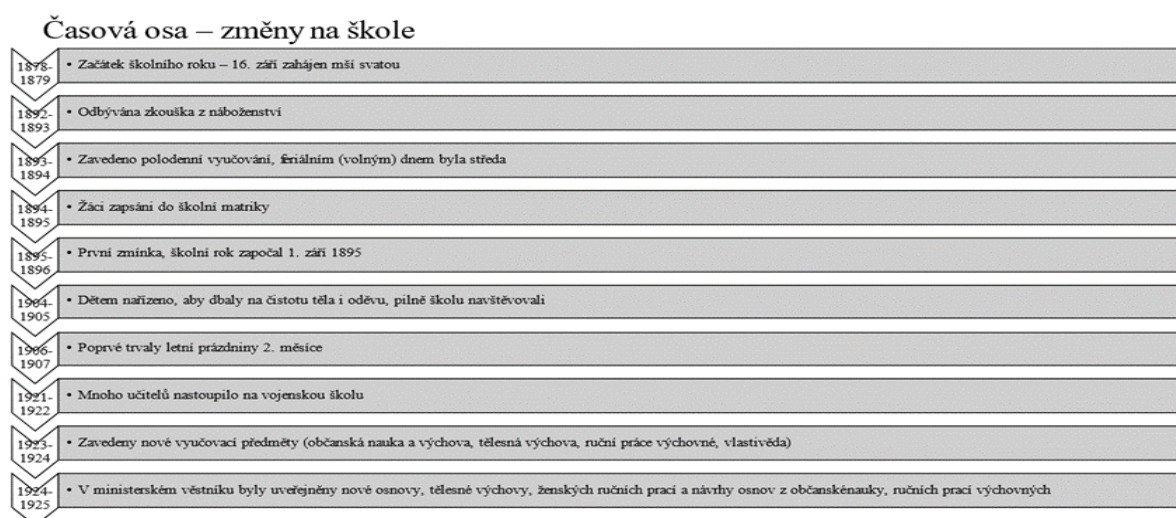 Časová osa – změny na škole
1878-
1879
• Začátek školního roku – 16. září zahájen mší svatou
1892-
1893
• Odbývána zkouška z náboženství
1893-
1894
• Zavedeno polodenní vyučování, feriálním (volným) dnem byla středa
1894-
1895
• Žáci zapsáni do školní matriky
1895-
1896
• První zmínka, školní rok započal 1. září 1895
1904-
1905
• Dětem nařízeno, aby dbaly na čistotu těla i oděvu, pilně školu navštěvovali
1906-
1907
• Poprvé trvaly letní prázdniny 2. měsíce
1921-
1922
• Mnoho učitelů nastoupilo na vojenskou školu
1923-
1924
• Zavedeny nové vyučovací předměty (občanská nauka a výchova, tělesná výchova, ruční práce výchovné, vlastivěda)
1924-
1925
• V ministerském věstníku byly uveřejněny nové osnovy, tělesné výchovy, ženských ručních prací a návrhy osnov z občanskénauky, ručních prací výchovných